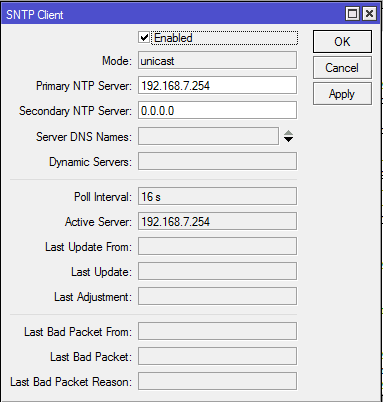 SNTP Client
Enabled
OK
Mode: unicast
Cancel
Primary NTP Server: 192.168.7.254
Apply
Secondary NTP Server: 0.0.0.0
Server DNS Names:
Dynamic Servers:
Poll Interval: 16 s
Active Server: 192.168.7.254
Last Update From:
Last Update:
Last Adjustment:
Last Bad Packet From:
Last Bad Packet:
Last Bad Packet Reason: